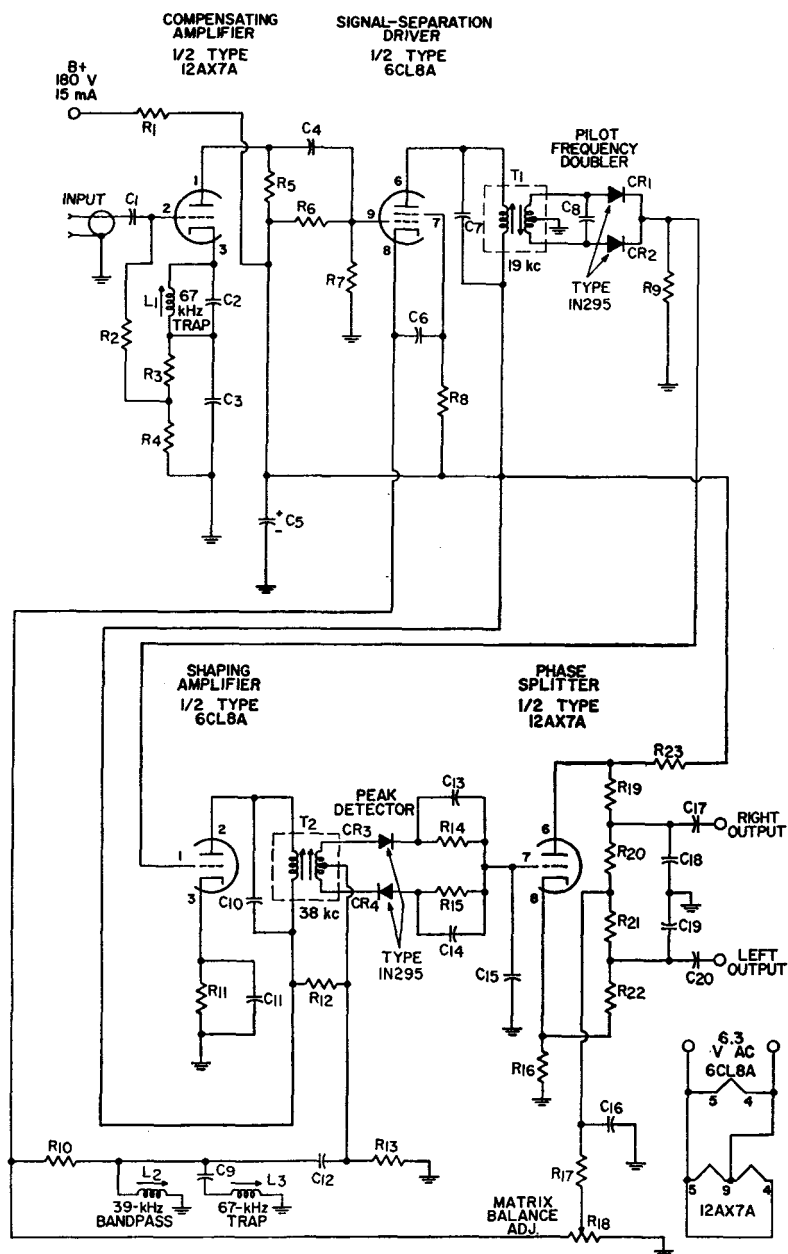 COMPENSATING
AMPLIFIER
1/2 TYPE
12AX7A
SIGNAL-SEPARATION
DRIVER
1/2 TYPE
6CL8A
B+
180 V
15 mA
R1
C4
PILOT
FREQUENCY
DOUBLER
INPUT
C1
1
2
3
R5
R6
6
9
7
8
T1
C7
19 kc
C8
CR1
CR2
TYPE
IN295
R9
L1
67
kHz
TRAP
C2
R2
R3
R4
C3
R7
C6
R8
+
-
C5
SHAPING
AMPLIFIER
1/2 TYPE
6CL8A
PHASE
SPLITTER
1/2 TYPE
12AX7A
R23
PEAK
DETECTOR
C13
R19
C17
RIGHT
OUTPUT
2
1
3
T2
C10
38 kc
CR3
CR4
R14
R15
C14
TYPE
IN295
6
7
8
R20
C18
R21
C19
LEFT
OUTPUT
C20
R22
C15
R11
C11
R12
R16
6.3
V AC
6CL8A
5
4
C16
R10
C9
L2
39-kHz
BANDPASS
L3
67-kHz
TRAP
C12
R13
R17
MATRIX
BALANCE
ADJ.
R18
5
9
4
12AX7A